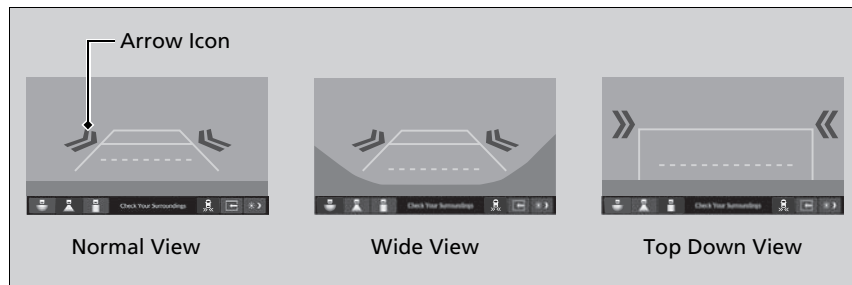 Arrow Icon
Check Your Surroundings
Check Your Surroundings
Check Your Surroundings
Normal View
Wide View
Top Down View